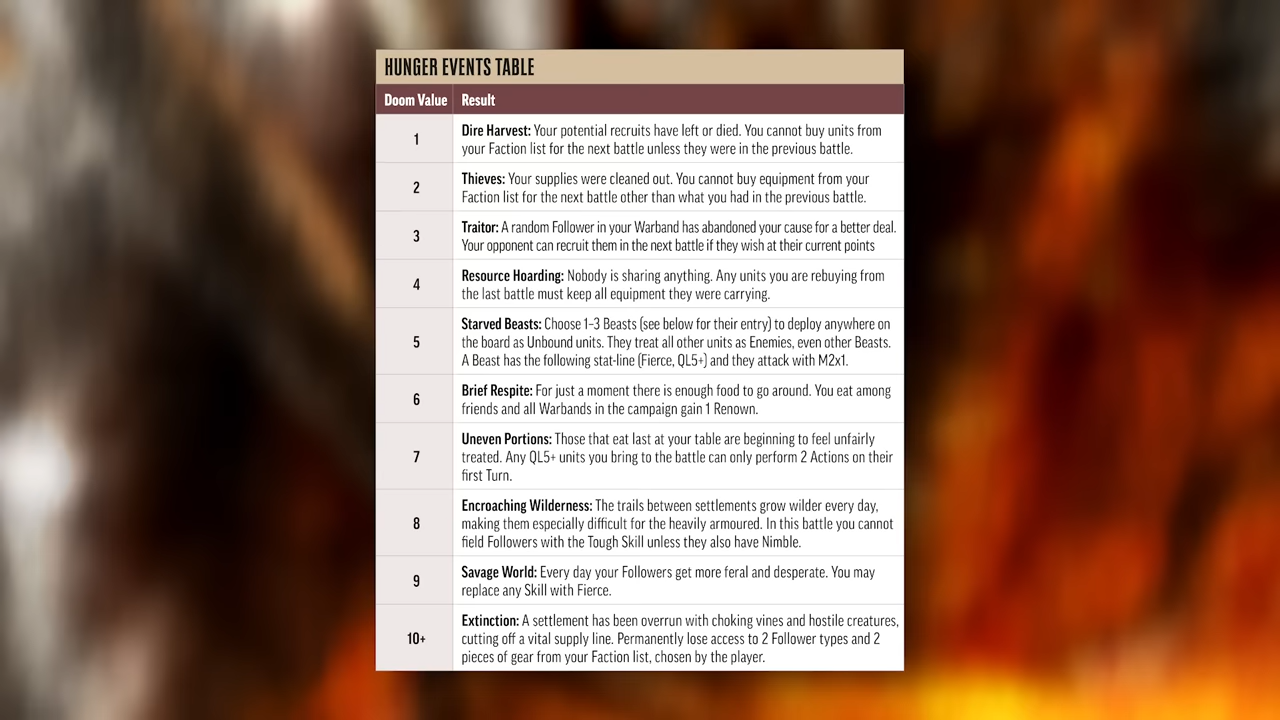 HUNGER EVENTS TABLE
Doom Value Result
1
Dire Harvest: Your potential recruits have left or died. You cannot buy units from
your Faction list for the next battle unless they were in the previous battle.
2
Thieves: Your supplies were cleaned out. You cannot buy equipment from your
Faction list for the next battle other than what you had in the previous battle.
3
Traitor: A random Follower in your Warband has abandoned your cause for a better deal.
Your opponent can recruit them in the next battle if they wish at their current points
4
Resource Hoarding: Nobody is sharing anything. Any units you are rebuying from
the last battle must keep all equipment they were carrying.
5
Starved Beasts: Choose 1–3 Beasts (see below for their entry) to deploy anywhere on
the board as Unbound units. They treat all other units as Enemies, even other Beasts.
A Beast has the following stat-line (Fierce, QL5+) and they attack with M2x1.
6
Brief Respite: For just a moment there is enough food to go around. You eat among
friends and all Warbands in the campaign gain 1 Renown.
7
Uneven Portions: Those that eat last at your table are beginning to feel unfairly
treated. Any QL5+ units you bring to the battle can only perform 2 Actions on their
first Turn.
8
Encroaching Wilderness: The trails between settlements grow wilder every day,
making them especially difficult for the heavily armoured. In this battle you cannot
field Followers with the Tough Skill unless they also have Nimble.
9
Savage World: Every day your Followers get more feral and desperate. You may
replace any Skill with Fierce.
10+
Extinction: A settlement has been overrun with choking vines and hostile creatures,
cutting off a vital supply line. Permanently lose access to 2 Follower types and 2
pieces of gear from your Faction list, chosen by the player.